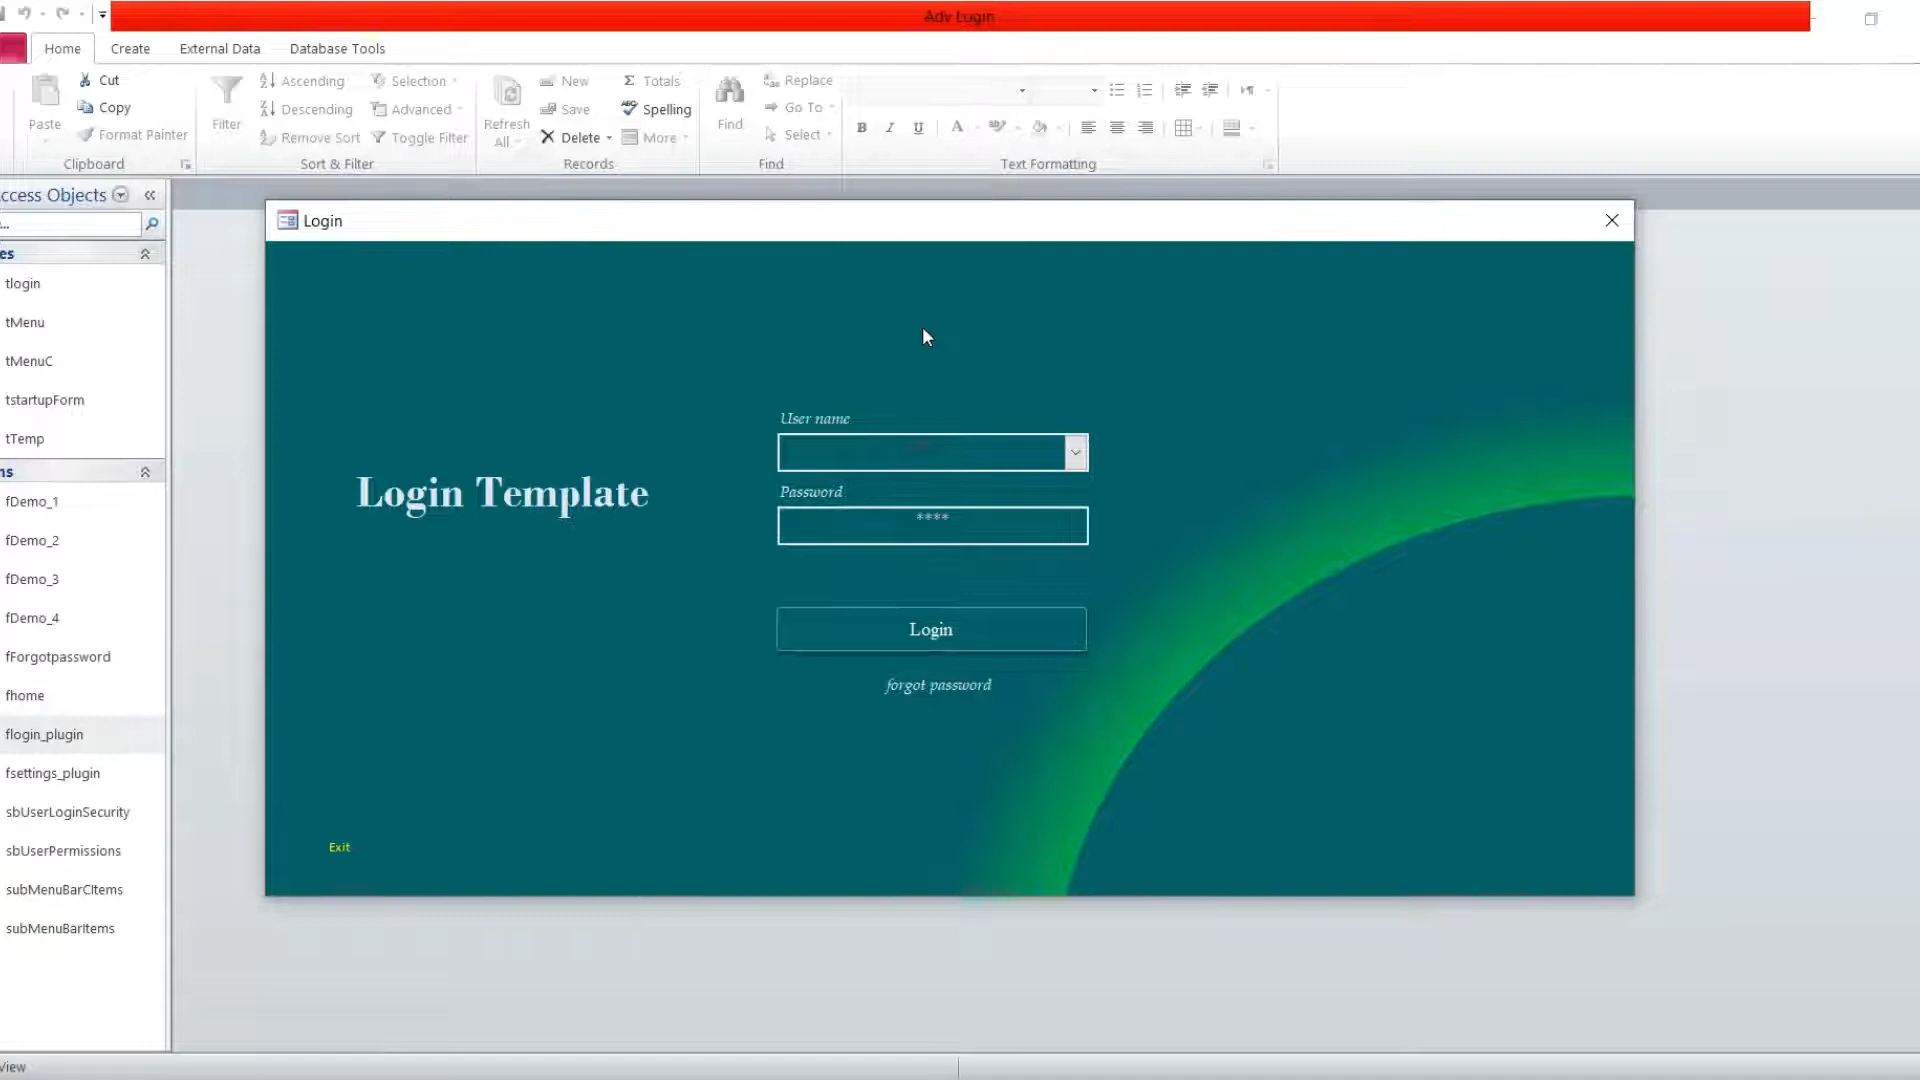 Adv Login
Home Create External Data Database Tools
Cut
Copy
Format Painter
Paste
Clipboard
Filter
Ascending
Descending
Remove Sort
Selection
Advanced
Toggle Filter
Sort & Filter
Refresh
All
New
Save
Delete
Totals
Spelling
More
Records
Find
Replace
Go To
Select
Find
B I U A
Text Formatting
ccess Objects
...
es
tlogin
tMenu
tMenuC
tstartupForm
tTemp
ns
fDemo_1
fDemo_2
fDemo_3
fDemo_4
fForgotpassword
fhome
flogin_plugin
fsettings_plugin
sbUserLoginSecurity
sbUserPermissions
subMenuBarCItems
subMenuBarItems
Login
Login Template
User name
Password
****
Login
forgot password
Exit
View